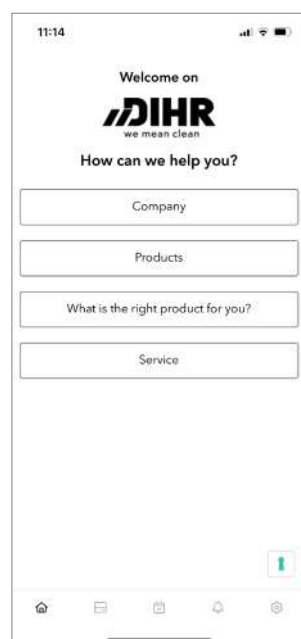 11:14
Welcome on
DIHR
we mean clean
How can we help you?
Company
Products
What is the right product for you?
Service